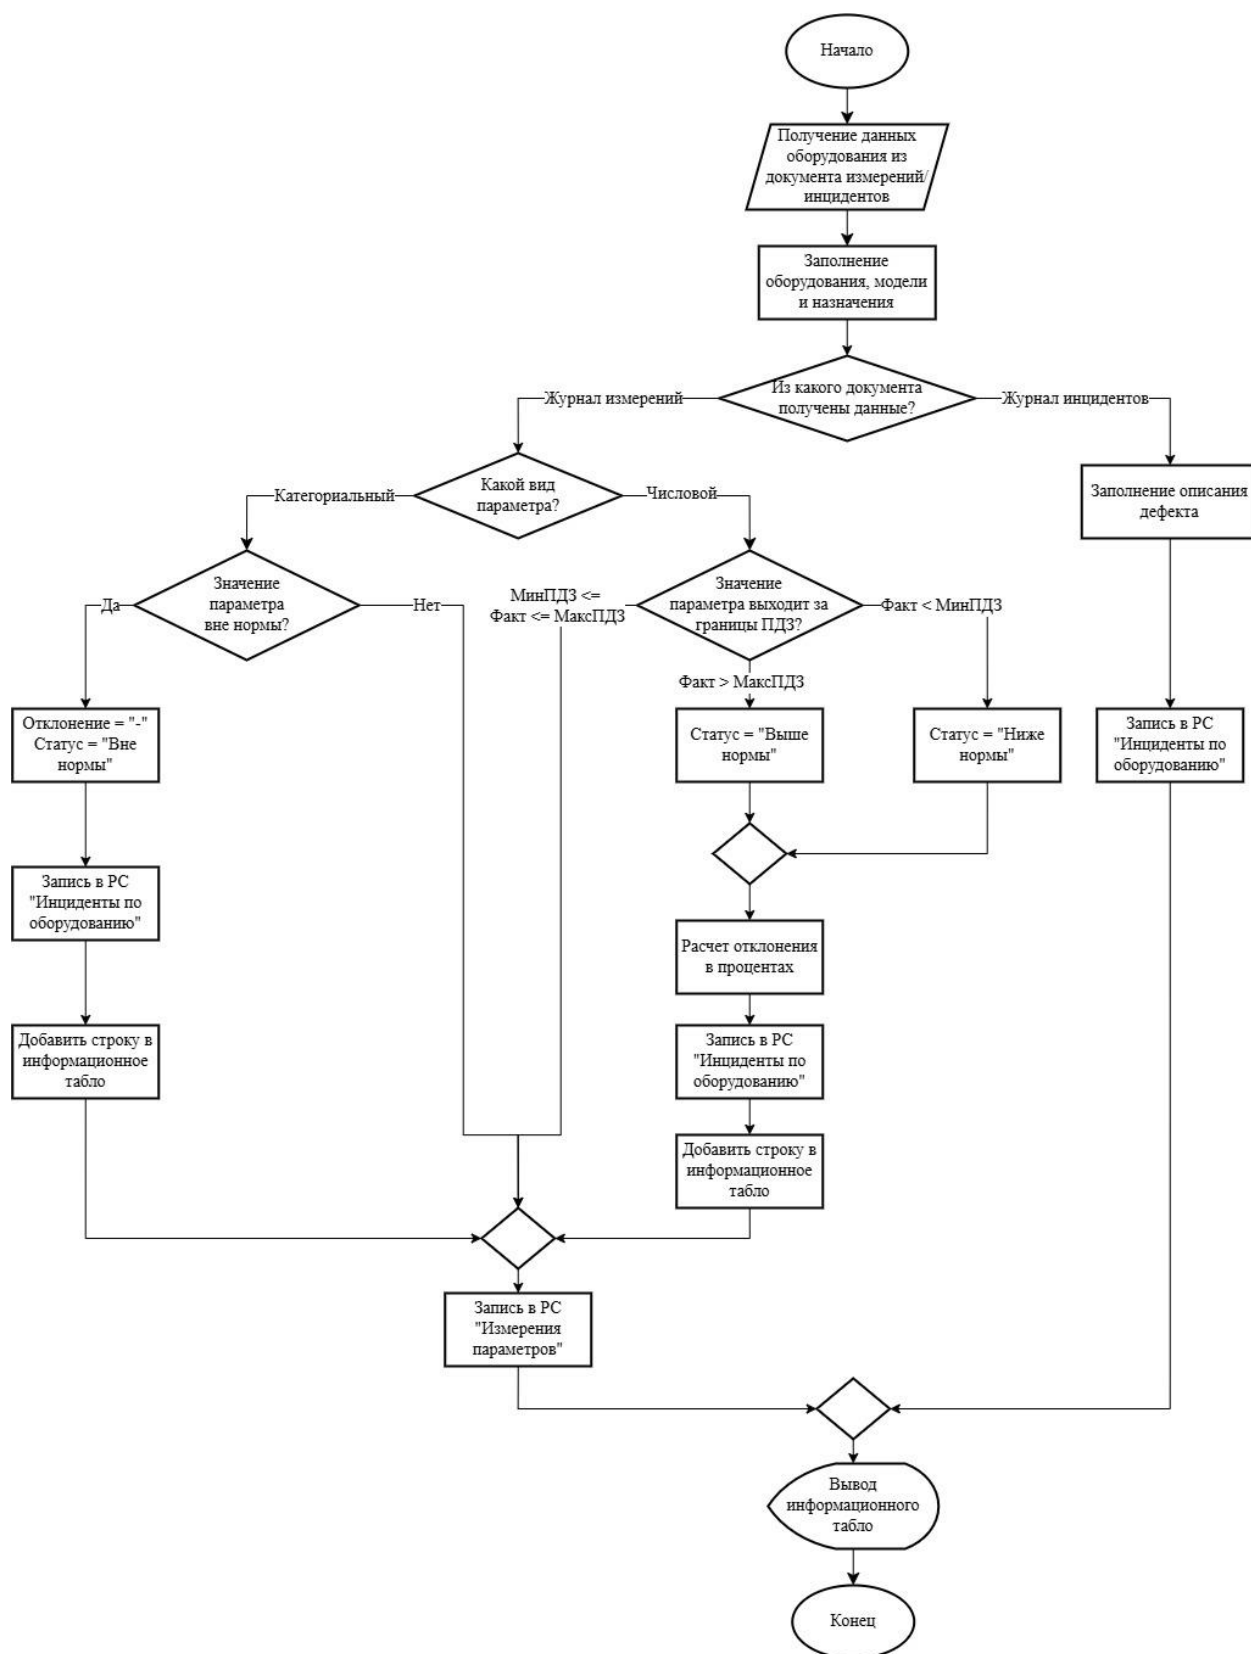 Начало
Получение данных
оборудования из
документа измерений/
инцидентов
Заполнение
оборудования, модели
и назначения
Из какого документа
получены данные?
Журнал измерений
Журнал инцидентов
Какой вид
параметра?
Категориальный
Числовой
Заполнение описания
дефекта
Значение
параметра
вне нормы?
Да
Нет
МинПДЗ <=
Факт <= МаксПДЗ
Значение
параметра выходит за
границы ПДЗ?
Факт < МинПДЗ
Факт > МаксПДЗ
Отклонение = "-"
Статус = "Вне
нормы"
Статус = "Выше
нормы"
Статус = "Ниже
нормы"
Запись в РС
"Инциденты по
оборудованию"
Запись в РС
"Инциденты по
оборудованию"
Расчет отклонения
в процентах
Добавить строку в
информационное
табло
Запись в РС
"Инциденты по
оборудованию"
Добавить строку в
информационное
табло
Запись в РС
"Измерения
параметров"
Вывод
информационного
табло
Конец